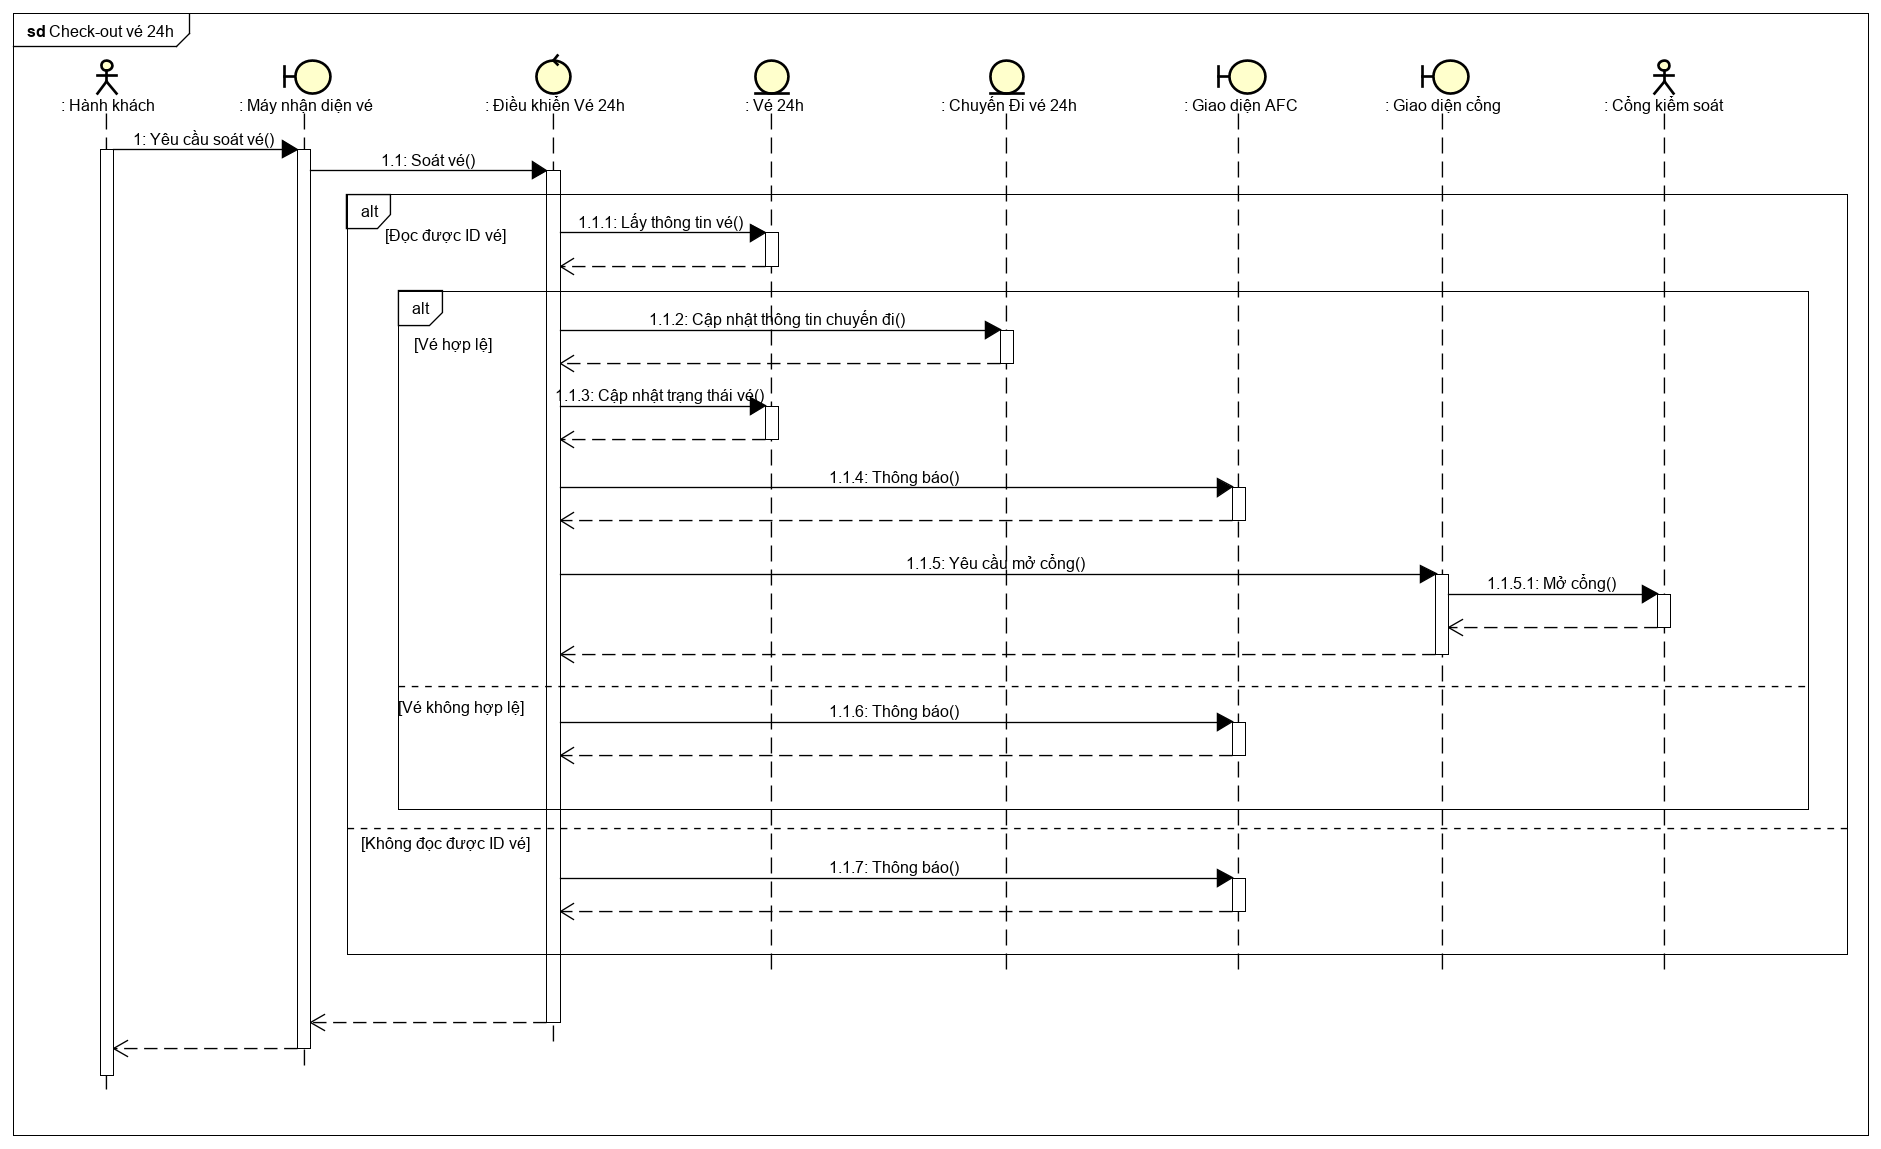 sd Check-out vé 24h
: Hành khách
: Máy nhận diện vé
: Điều khiển Vé 24h
: Vé 24h
: Chuyến Đi vé 24h
: Giao diện AFC
: Giao diện cổng
: Cổng kiểm soát
1: Yêu cầu soát vé()
1.1: Soát vé()
alt
[Đọc được ID vé]
1.1.1: Lấy thông tin vé()
alt
[Vé hợp lệ]
1.1.2: Cập nhật thông tin chuyến đi()
1.1.3: Cập nhật trạng thái vé()
1.1.4: Thông báo()
1.1.5: Yêu cầu mở cổng()
1.1.5.1: Mở cổng()
[Vé không hợp lệ]
1.1.6: Thông báo()
[Không đọc được ID vé]
1.1.7: Thông báo()